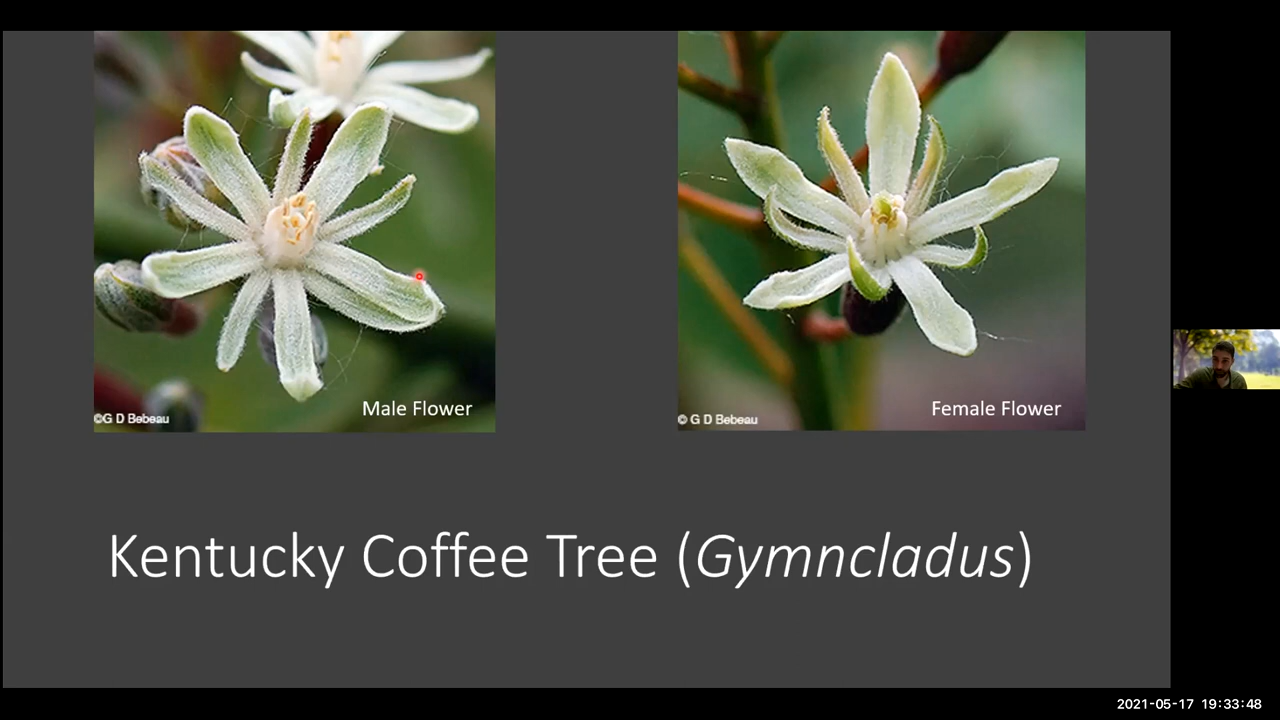 ©G D Bebeau
Male Flower
© G D Bebeau
Female Flower
Kentucky Coffee Tree (Gymncladus)
2021-05-17 19:33:48